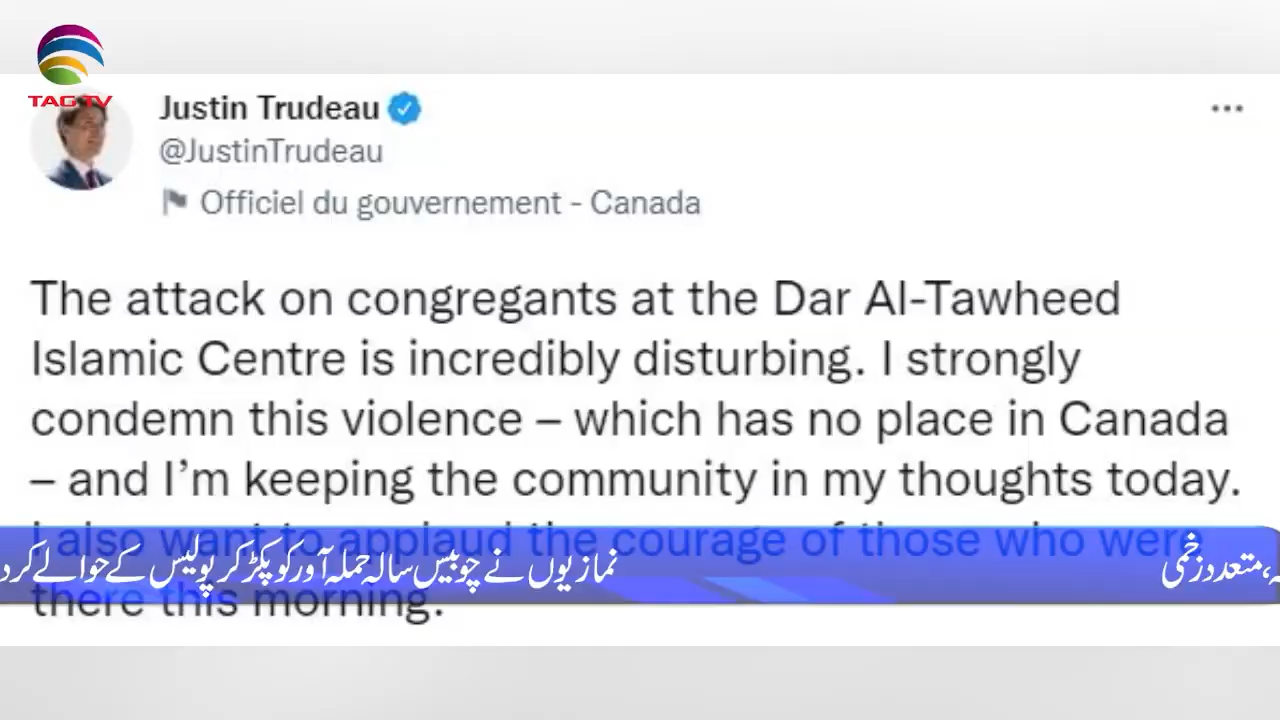 TAG TV
Justin Trudeau
@JustinTrudeau
Officiel du gouvernement - Canada
The attack on congregants at the Dar Al-Tawheed
Islamic Centre is incredibly disturbing. I strongly
condemn this violence – which has no place in Canada
– and I’m keeping the community in my thoughts today.
I also want to applaud the courage of those who were
there this morning.
، متعدد زخمی
نمازیوں نے چوبیس سالہ حملہ آور کو پکڑ کر پولیس کے حوالے کر